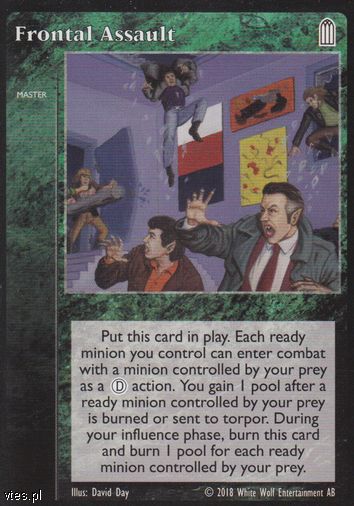 Frontal Assault
MASTER
Put this card in play. Each ready
minion you control can enter combat
with a minion controlled by your prey
as a Ⓓ action. You gain 1 pool after a
ready minion controlled by your prey
is burned or sent to torpor. During
your influence phase, burn this card
and burn 1 pool for each ready
minion controlled by your prey.
vtes.pl
Illus: David Day
© 2018 White Wolf Entertainment AB